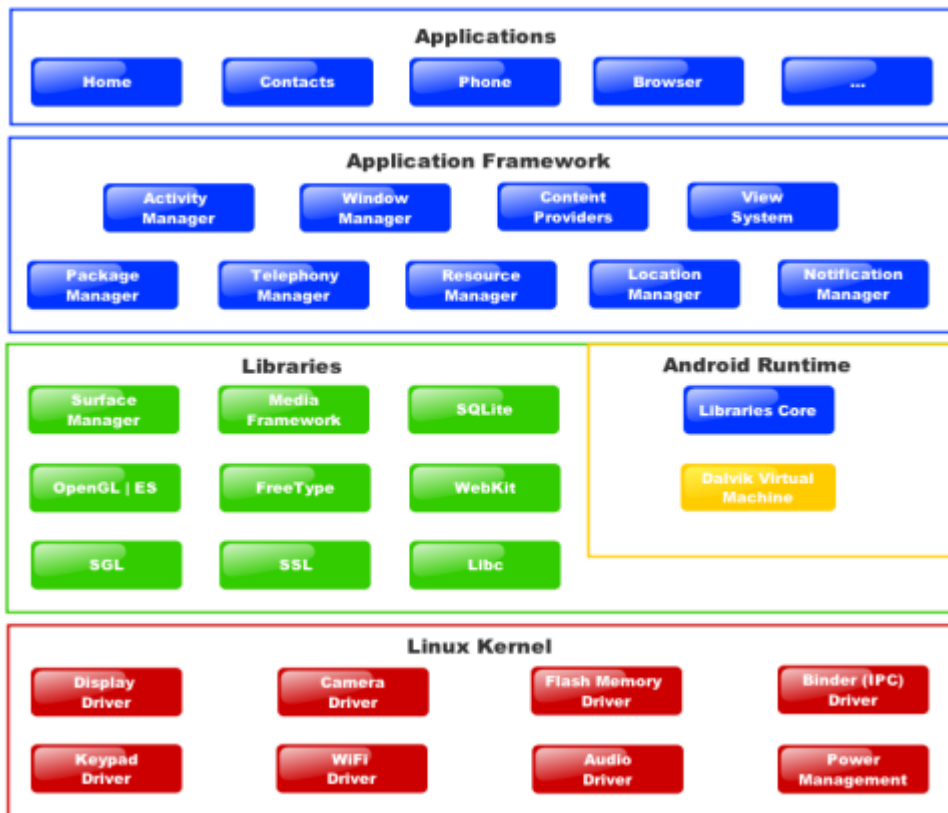 Applications
Home Contacts Phone Browser ...
Application Framework
Activity Manager
Window Manager
Content Providers
View System
Package Manager
Telephony Manager
Resource Manager
Location Manager
Notification Manager
Libraries
Surface Manager
Media Framework
SQLite
OpenGL | ES
FreeType
WebKit
SGL
SSL
Libc
Android Runtime
Libraries Core
Dalvik Virtual Machine
Linux Kernel
Display Driver
Camera Driver
Flash Memory Driver
Binder (IPC) Driver
Keypad Driver
WiFi Driver
Audio Driver
Power Management